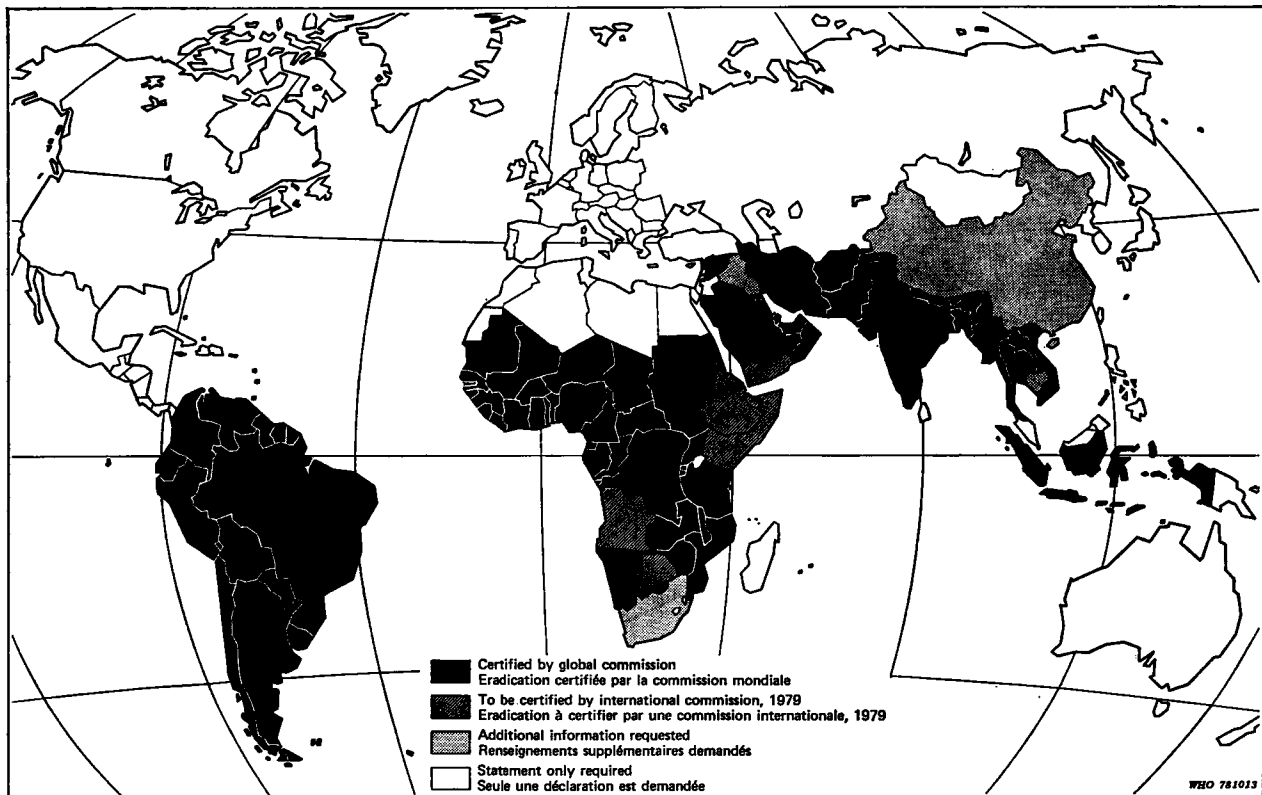 Certified by global commission
Eradication certifiée par la commission mondiale
To be certified by international commission, 1979
Eradication à certifier par une commission internationale, 1979
Additional information requested
Renseignements supplémentaires demandés
Statement only required
Seule une déclaration est demandée
WHO 781013